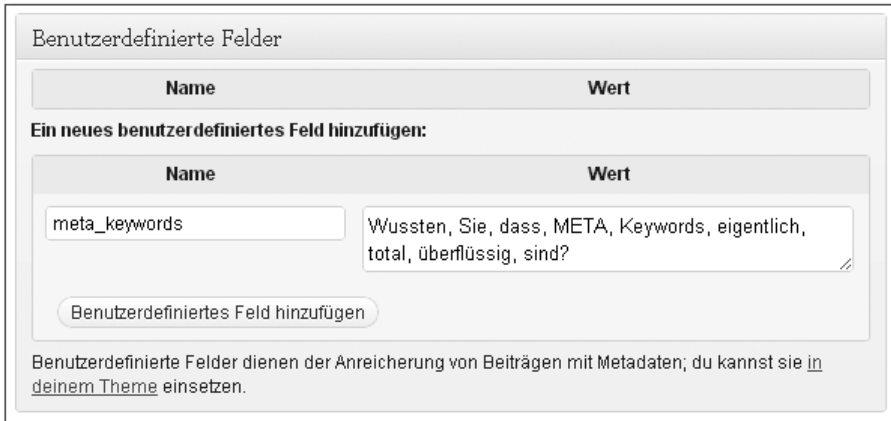 Benutzerdefinierte Felder
Name Wert
Ein neues benutzerdefiniertes Feld hinzufügen:
Name Wert
meta_keywords Wussten, Sie, dass, META, Keywords, eigentlich,
total, überflüssig, sind?
Benutzerdefiniertes Feld hinzufügen
Benutzerdefinierte Felder dienen der Anreicherung von Beiträgen mit Metadaten; du kannst sie in
deinem Theme einsetzen.